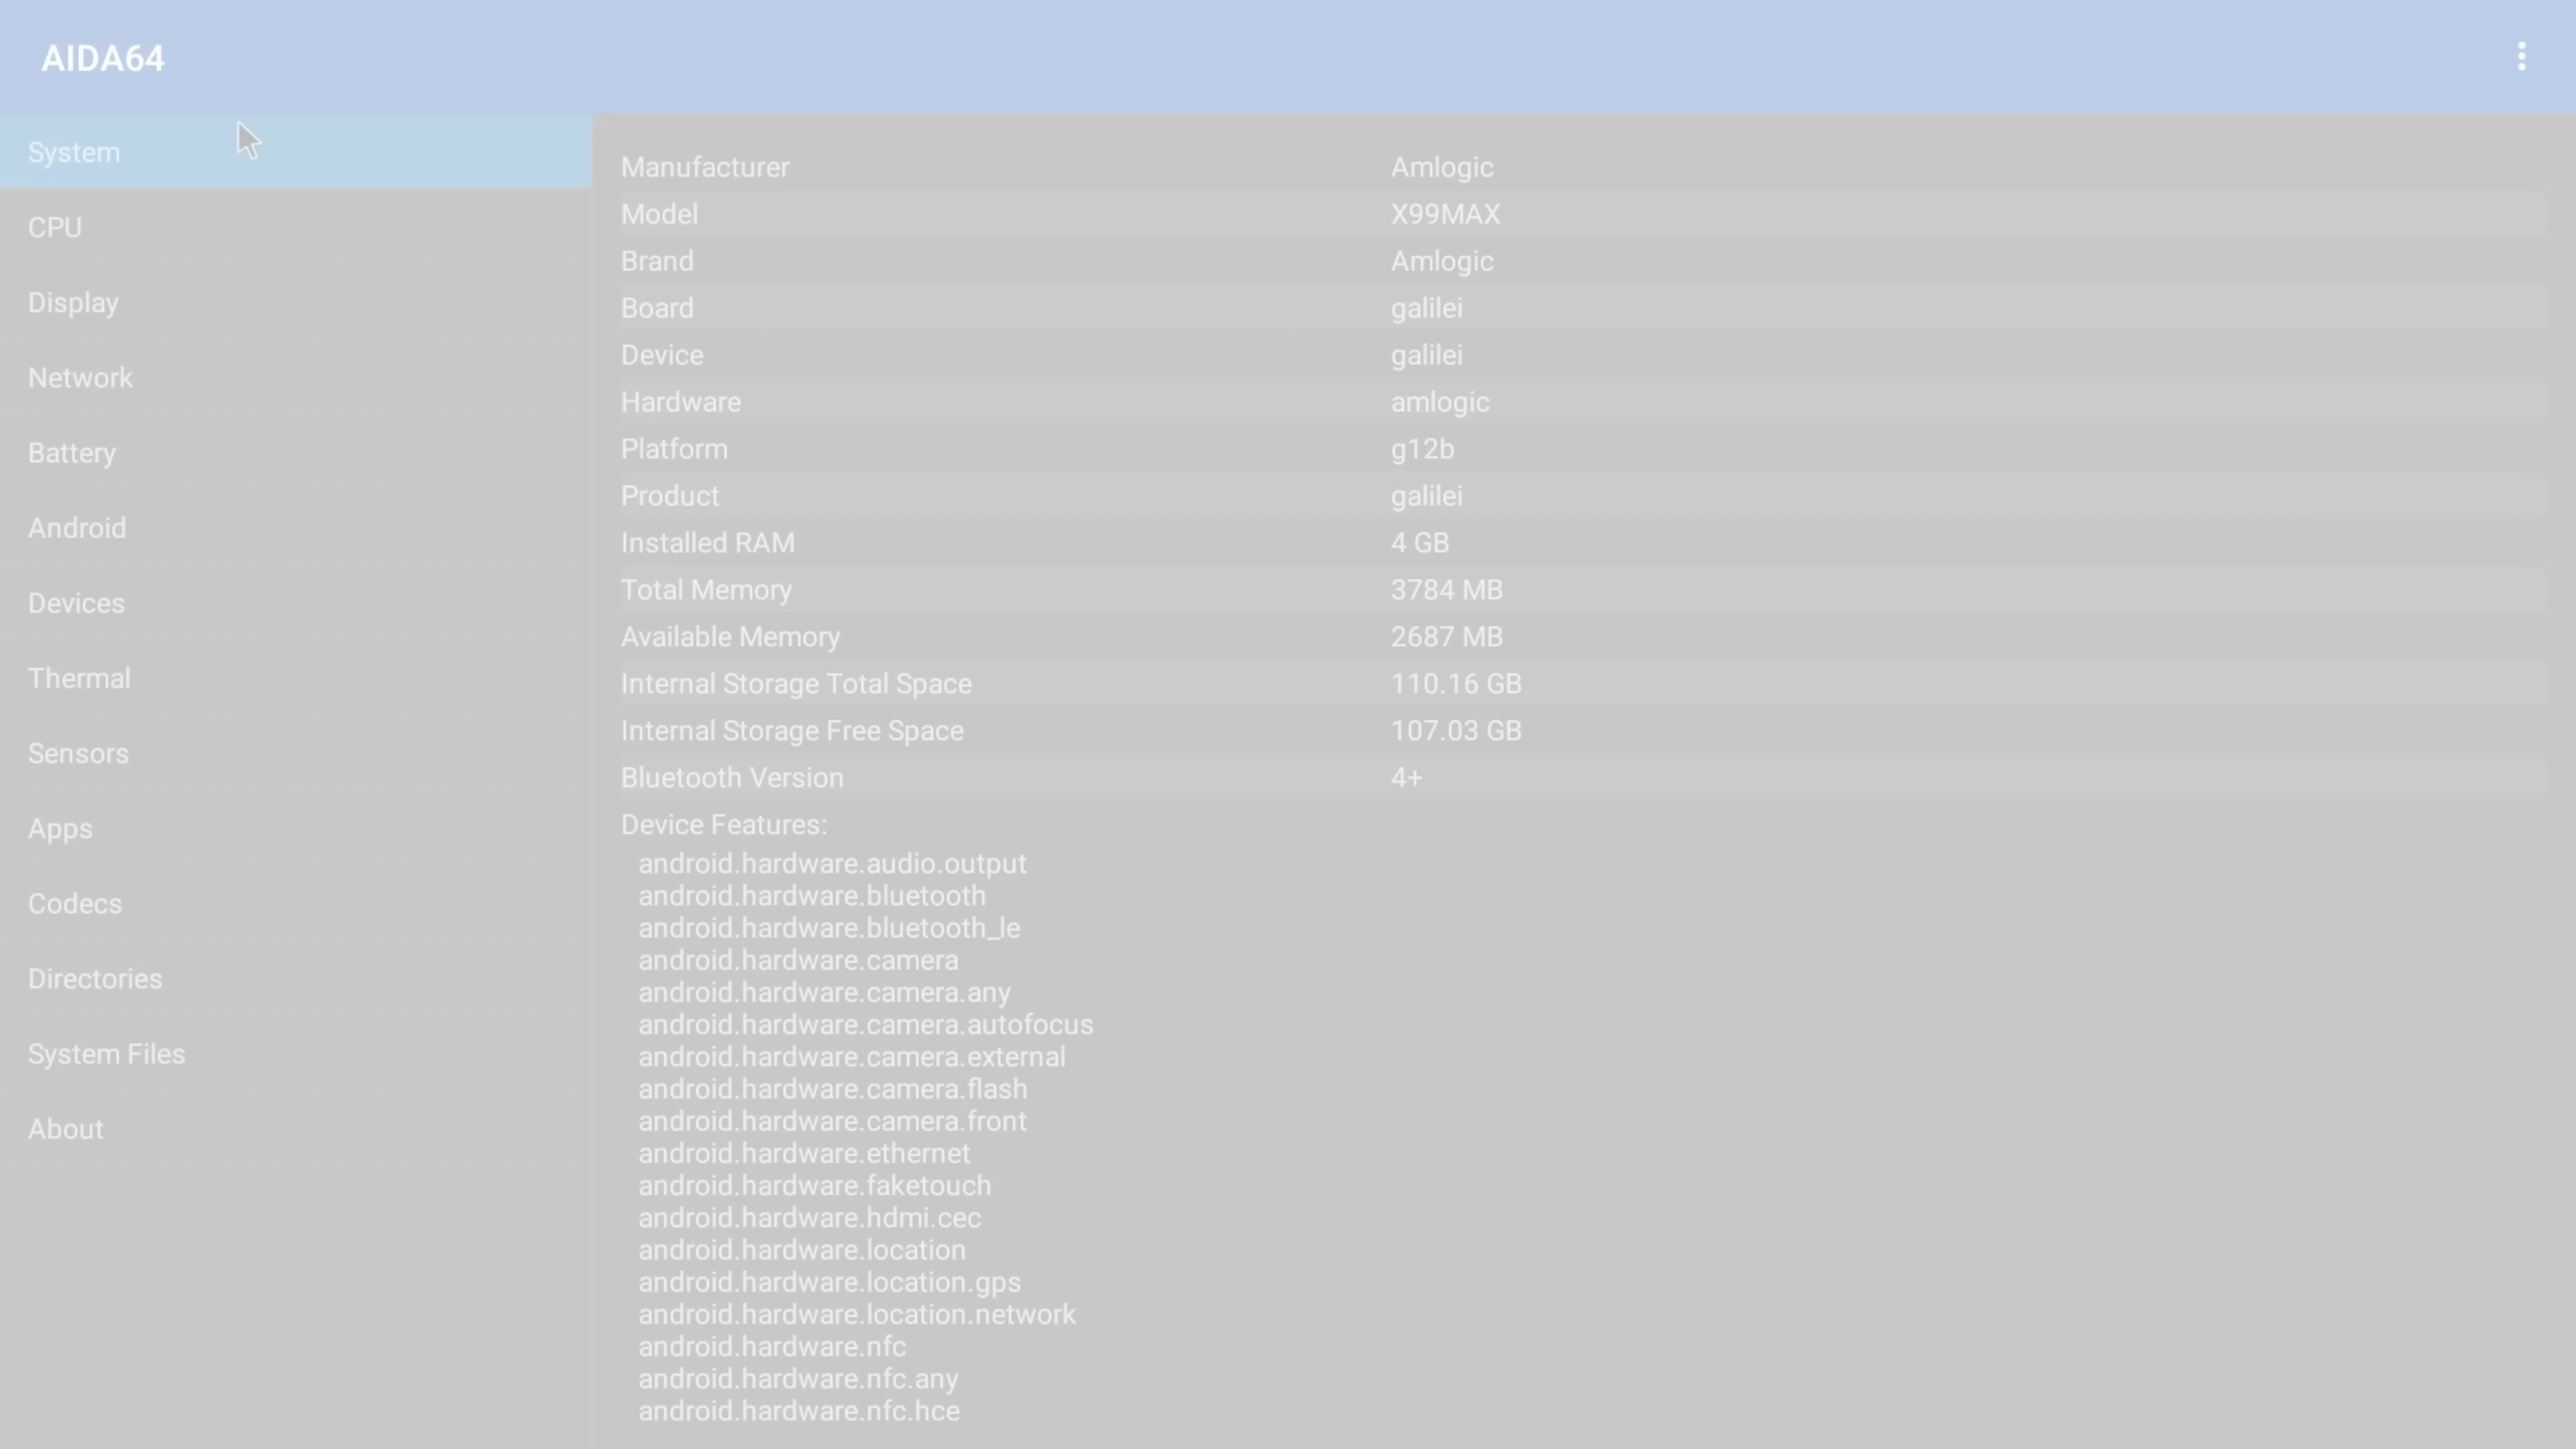 AIDA64
System
CPU
Display
Network
Battery
Android
Devices
Thermal
Sensors
Apps
Codecs
Directories
System Files
About
Manufacturer Amlogic
Model X99MAX
Brand Amlogic
Board galilei
Device galilei
Hardware amlogic
Platform g12b
Product galilei
Installed RAM 4 GB
Total Memory 3784 MB
Available Memory 2687 MB
Internal Storage Total Space 110.16 GB
Internal Storage Free Space 107.03 GB
Bluetooth Version 4+
Device Features:
android.hardware.audio.output
android.hardware.bluetooth
android.hardware.bluetooth_le
android.hardware.camera
android.hardware.camera.any
android.hardware.camera.autofocus
android.hardware.camera.external
android.hardware.camera.flash
android.hardware.camera.front
android.hardware.ethernet
android.hardware.faketouch
android.hardware.hdmi.cec
android.hardware.location
android.hardware.location.gps
android.hardware.location.network
android.hardware.nfc
android.hardware.nfc.any
android.hardware.nfc.hce